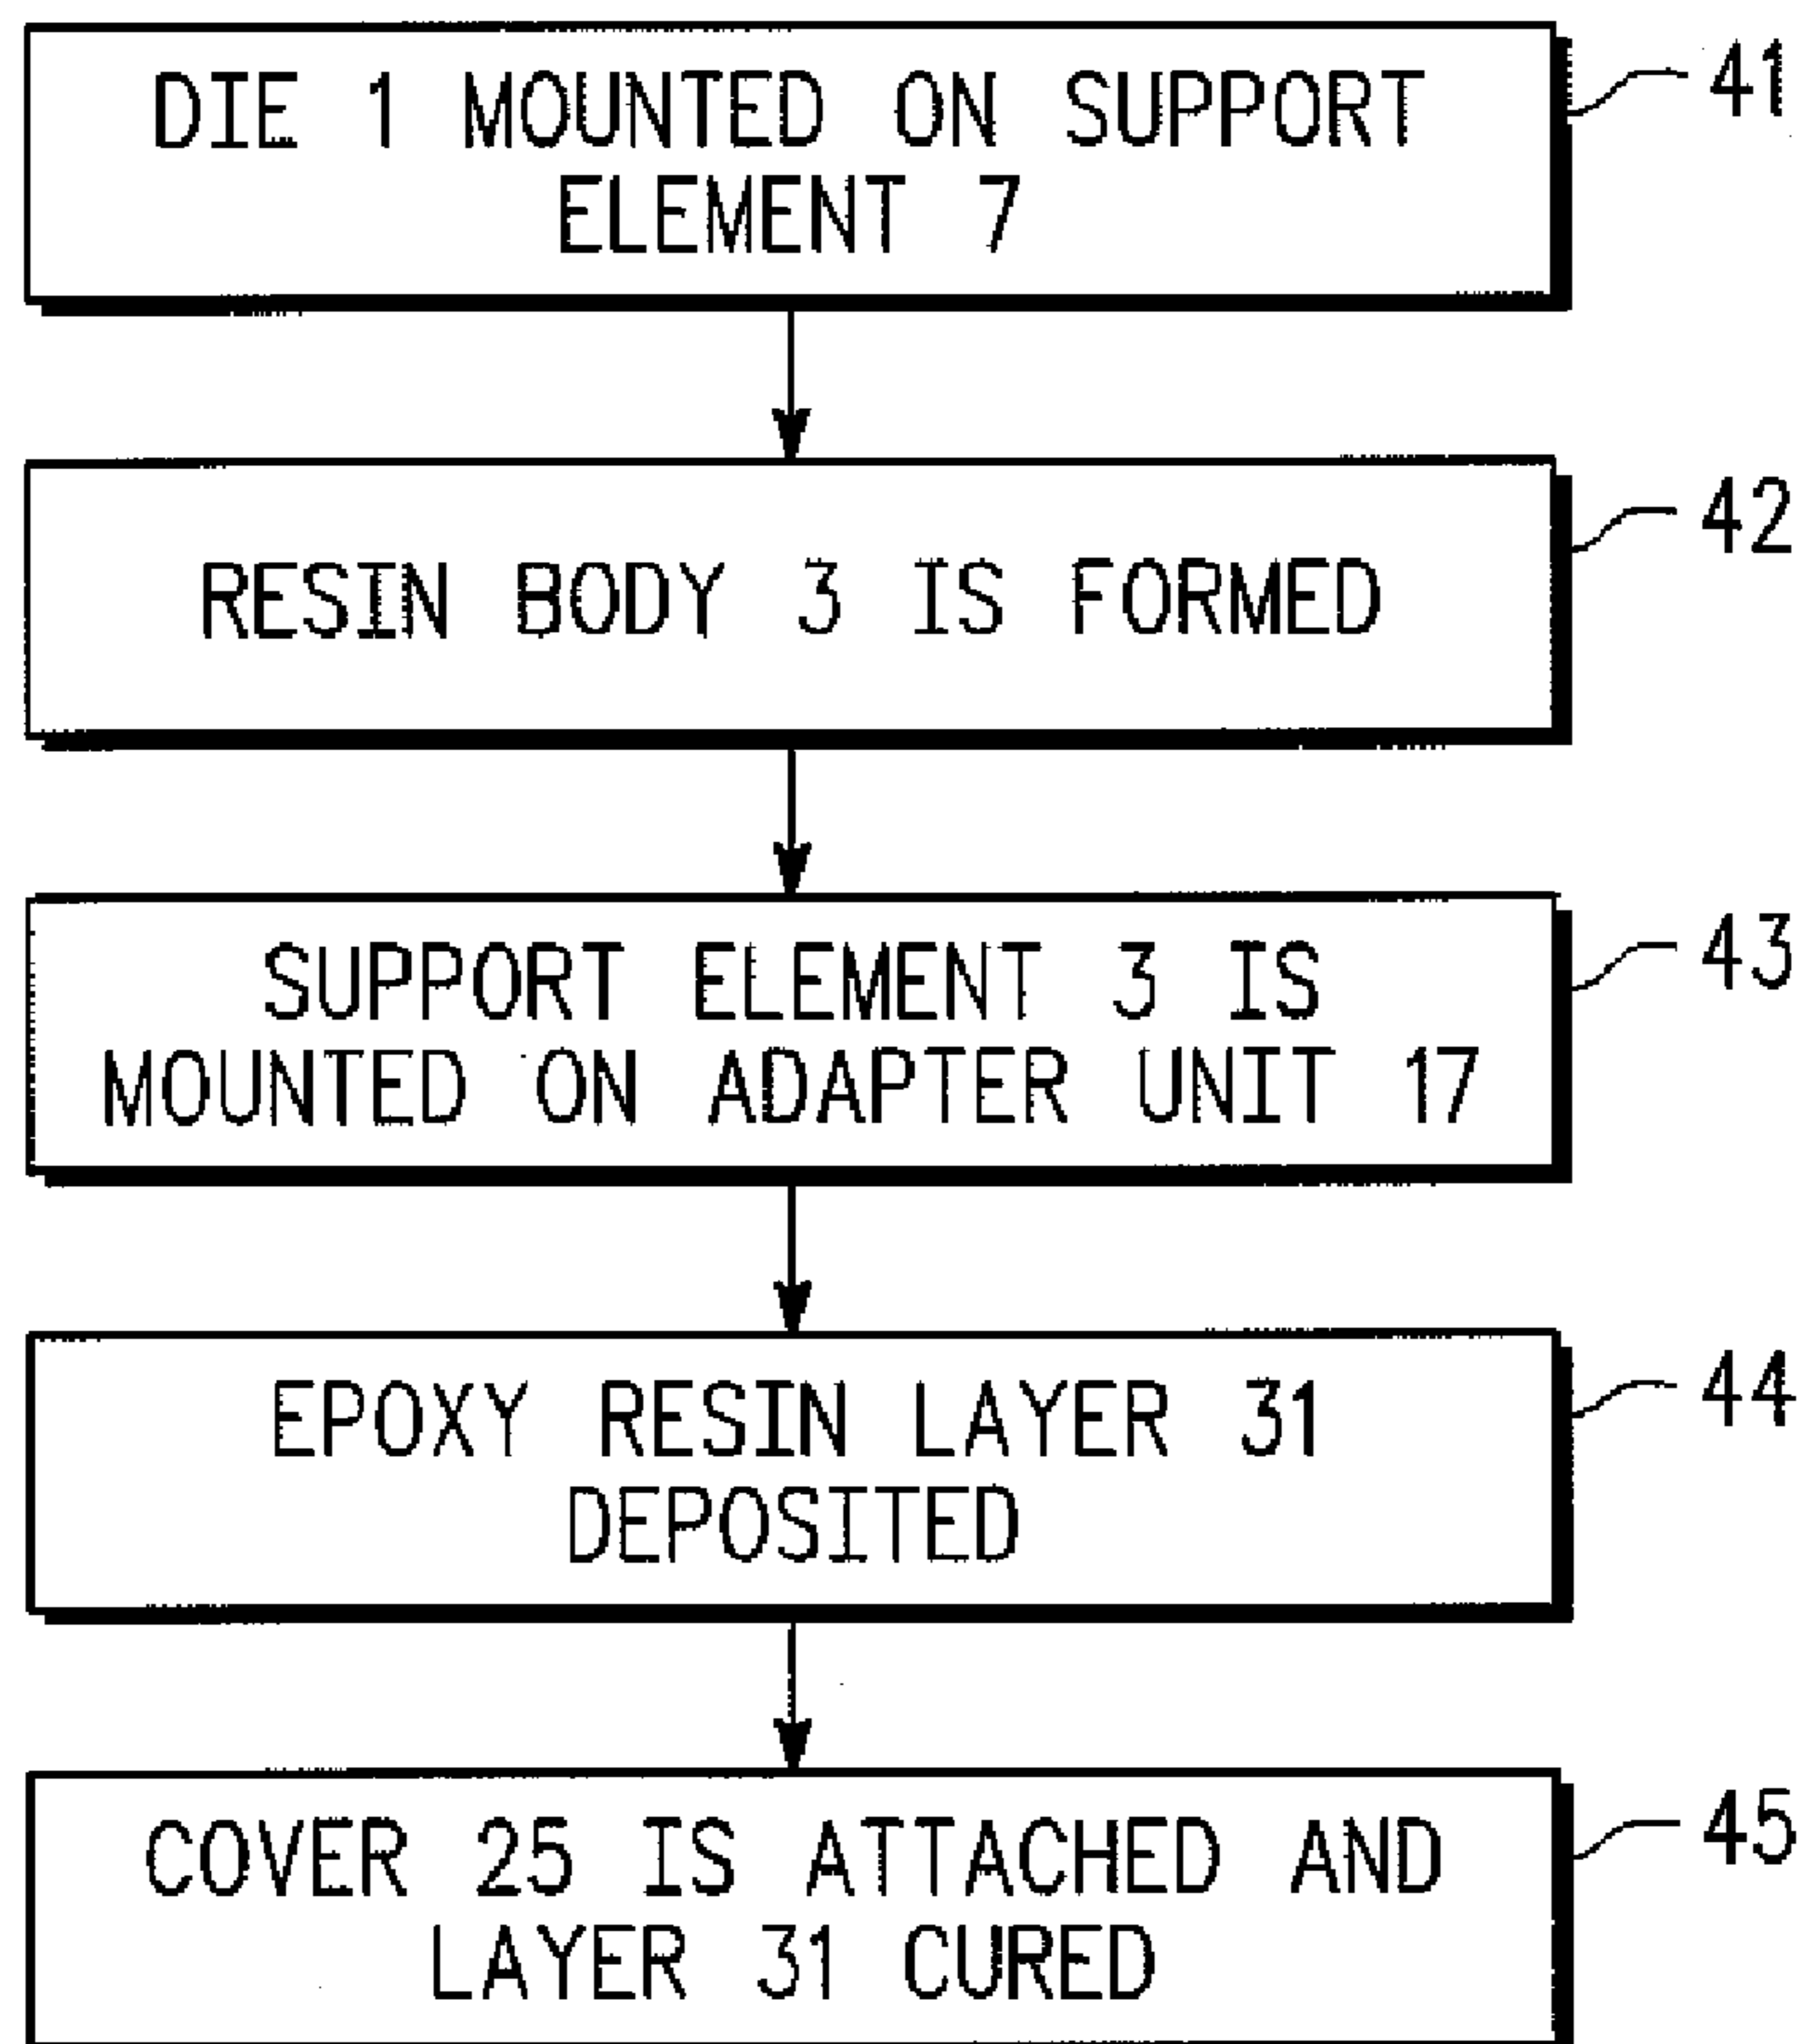 DIE 1 MOUNTED ON SUPPORT
ELEMENT 7
41
RESIN BODY 3 IS FORMED
42
SUPPORT ELEMENT 3 IS
MOUNTED ON ADAPTER UNIT 17
43
EPOXY RESIN LAYER 31
DEPOSITED
44
COVER 25 IS ATTACHED AND
LAYER 31 CURED
45